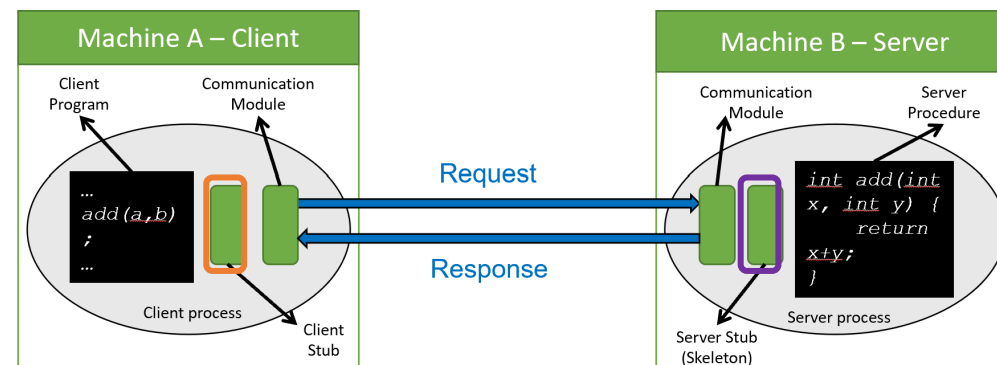 Machine A – Client
Client
Program
Communication
Module
…
add(a,b)
;
…
Client process
Client
Stub
Request
Response
Machine B – Server
Communication
Module
Server
Procedure
int add(int
x, int y) {
return
x+y;
}
Server process
Server Stub
(Skeleton)